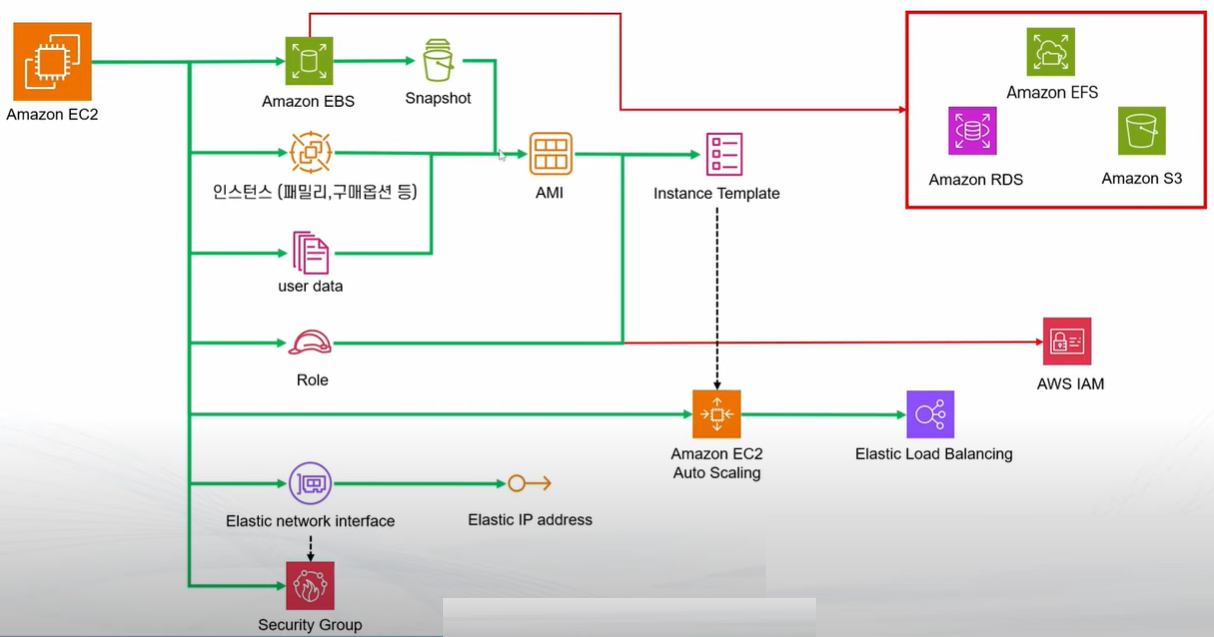 Amazon EC2
Amazon EBS
Snapshot
Amazon EFS
Amazon RDS
Amazon S3
인스턴스 (패밀리,구매옵션 등)
AMI
Instance Template
user data
Role
AWS IAM
Amazon EC2
Auto Scaling
Elastic Load Balancing
Elastic network interface
Elastic IP address
Security Group